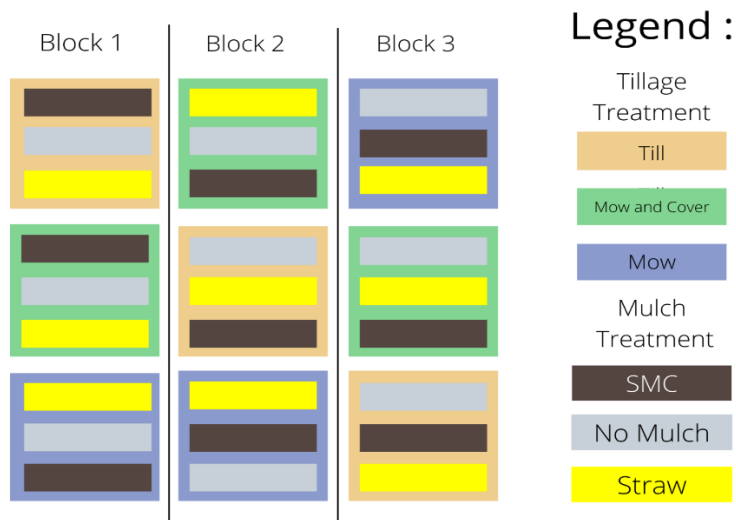 Block 1
Block 2
Block 3
Legend :
Tillage
Treatment
Till
Mow and Cover
Mow
Mulch
Treatment
SMC
No Mulch
Straw